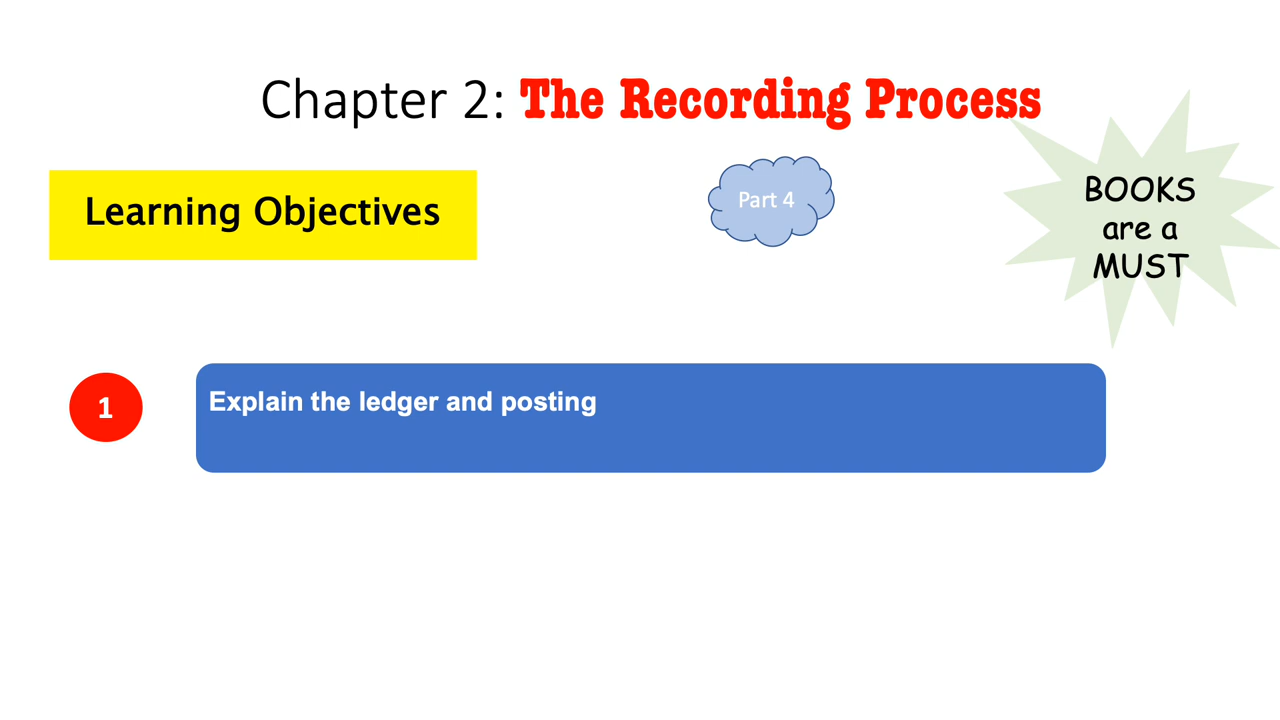 Chapter 2: The Recording Process
Learning Objectives
Part 4
BOOKS
are a
MUST
1
Explain the ledger and posting